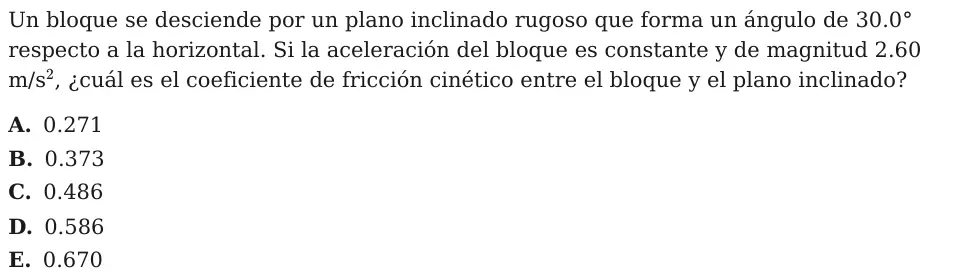 Un bloque se desciende por un plano inclinado rugoso que forma un ángulo de 30.0°
respecto a la horizontal. Si la aceleración del bloque es constante y de magnitud 2.60
m/s², ¿cuál es el coeficiente de fricción cinético entre el bloque y el plano inclinado?
A. 0.271
B. 0.373
C. 0.486
D. 0.586
E. 0.670